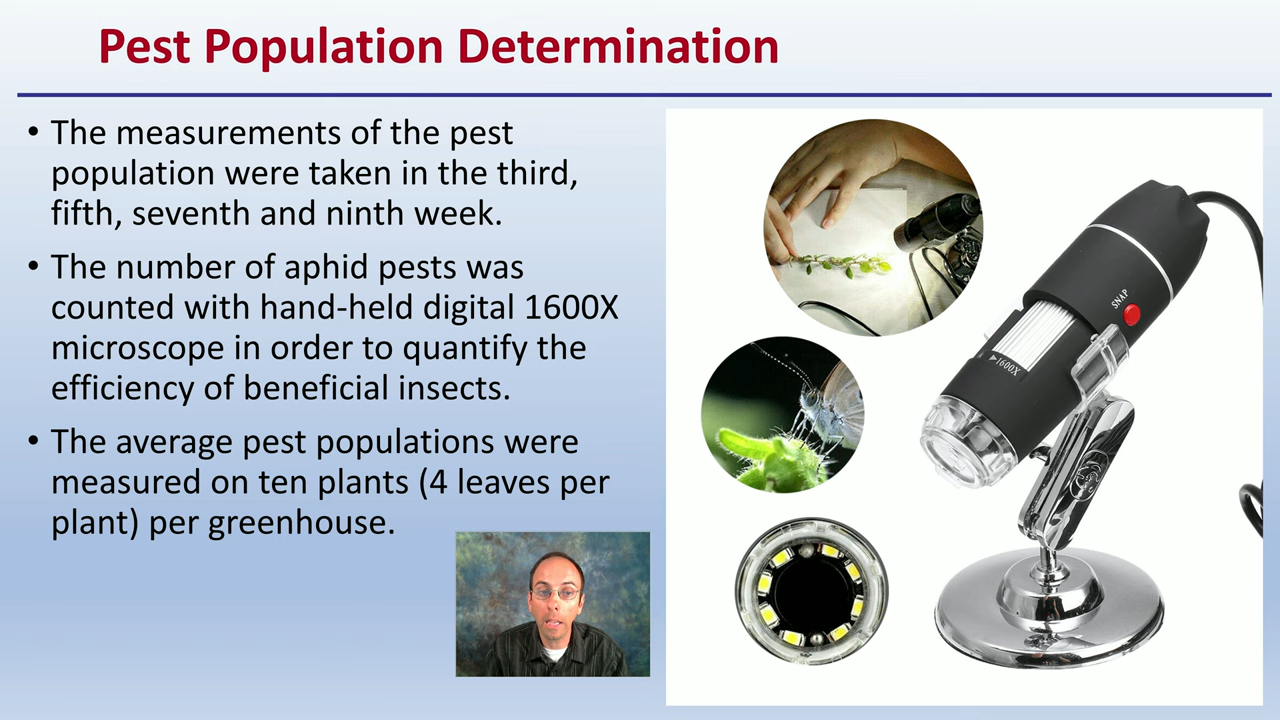 Pest Population Determination
• The measurements of the pest
population were taken in the third,
fifth, seventh and ninth week.
• The number of aphid pests was
counted with hand-held digital 1600X
microscope in order to quantify the
efficiency of beneficial insects.
• The average pest populations were
measured on ten plants (4 leaves per
plant) per greenhouse.
SNAP
▶1600X